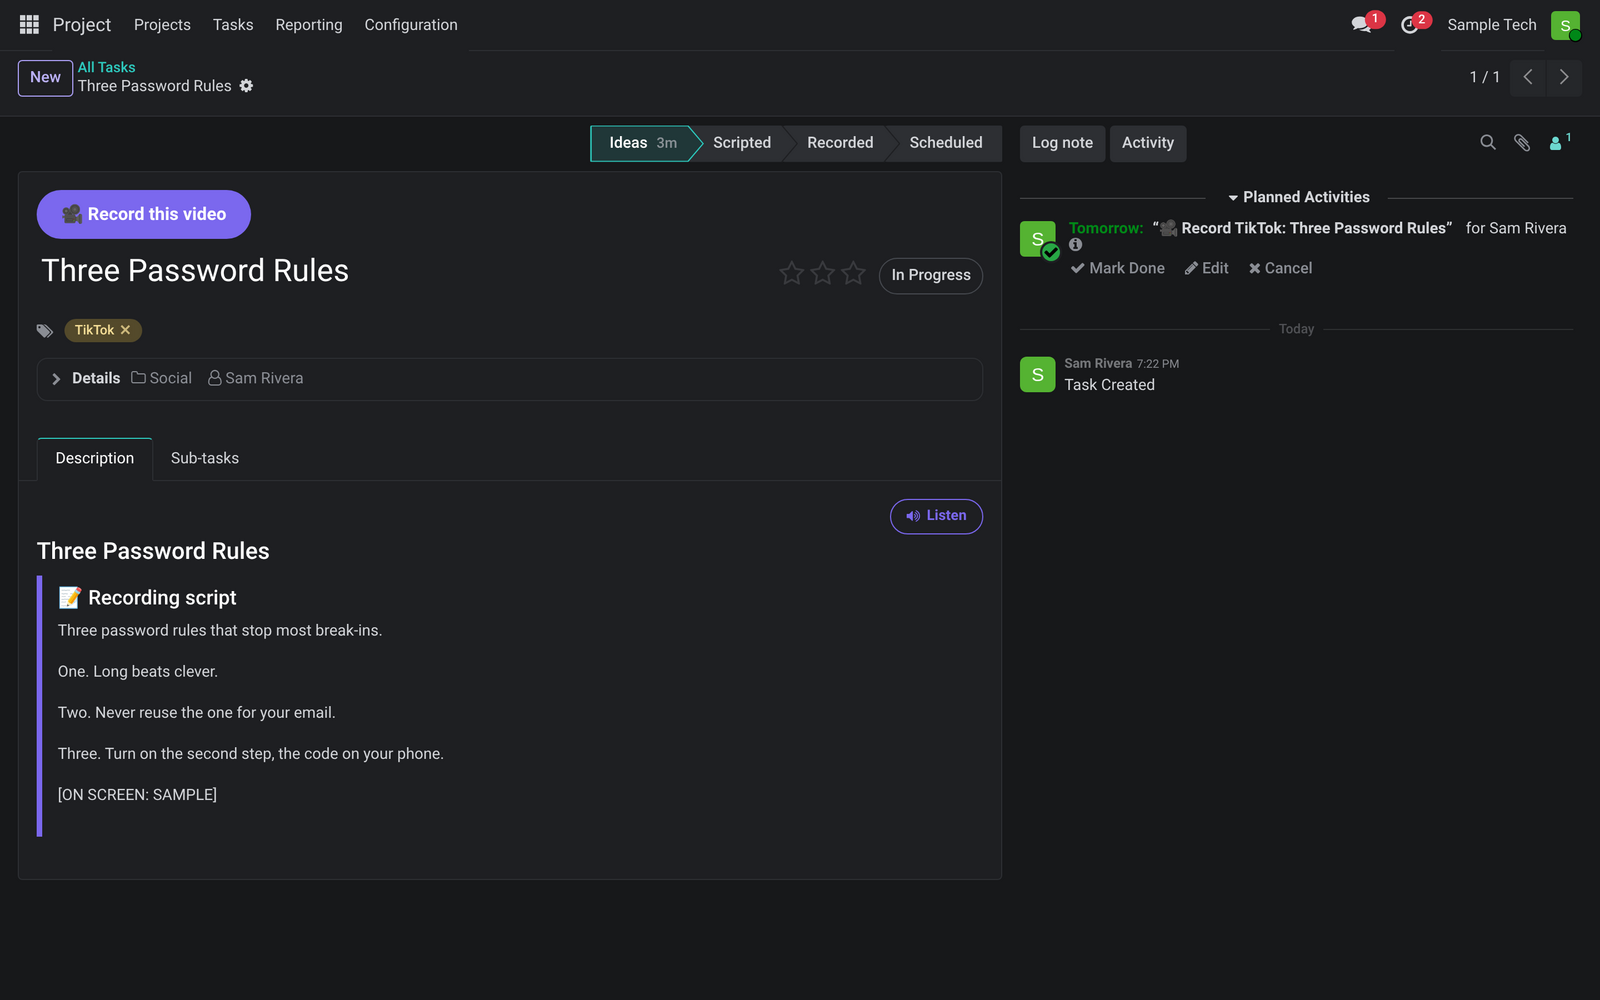 Project Projects Tasks Reporting Configuration 1 2 Sample Tech S
New All Tasks
Three Password Rules
1 / 1
Ideas 3m Scripted Recorded Scheduled
Log note Activity 1
Record this video
Three Password Rules
In Progress
TikTok
Details Social Sam Rivera
Description Sub-tasks
Listen
Three Password Rules
Recording script
Three password rules that stop most break-ins.
One. Long beats clever.
Two. Never reuse the one for your email.
Three. Turn on the second step, the code on your phone.
[ON SCREEN: SAMPLE]
Planned Activities
S
Tomorrow: “Record TikTok: Three Password Rules” for Sam Rivera
Mark Done Edit Cancel
Today
S
Sam Rivera 7:22 PM
Task Created